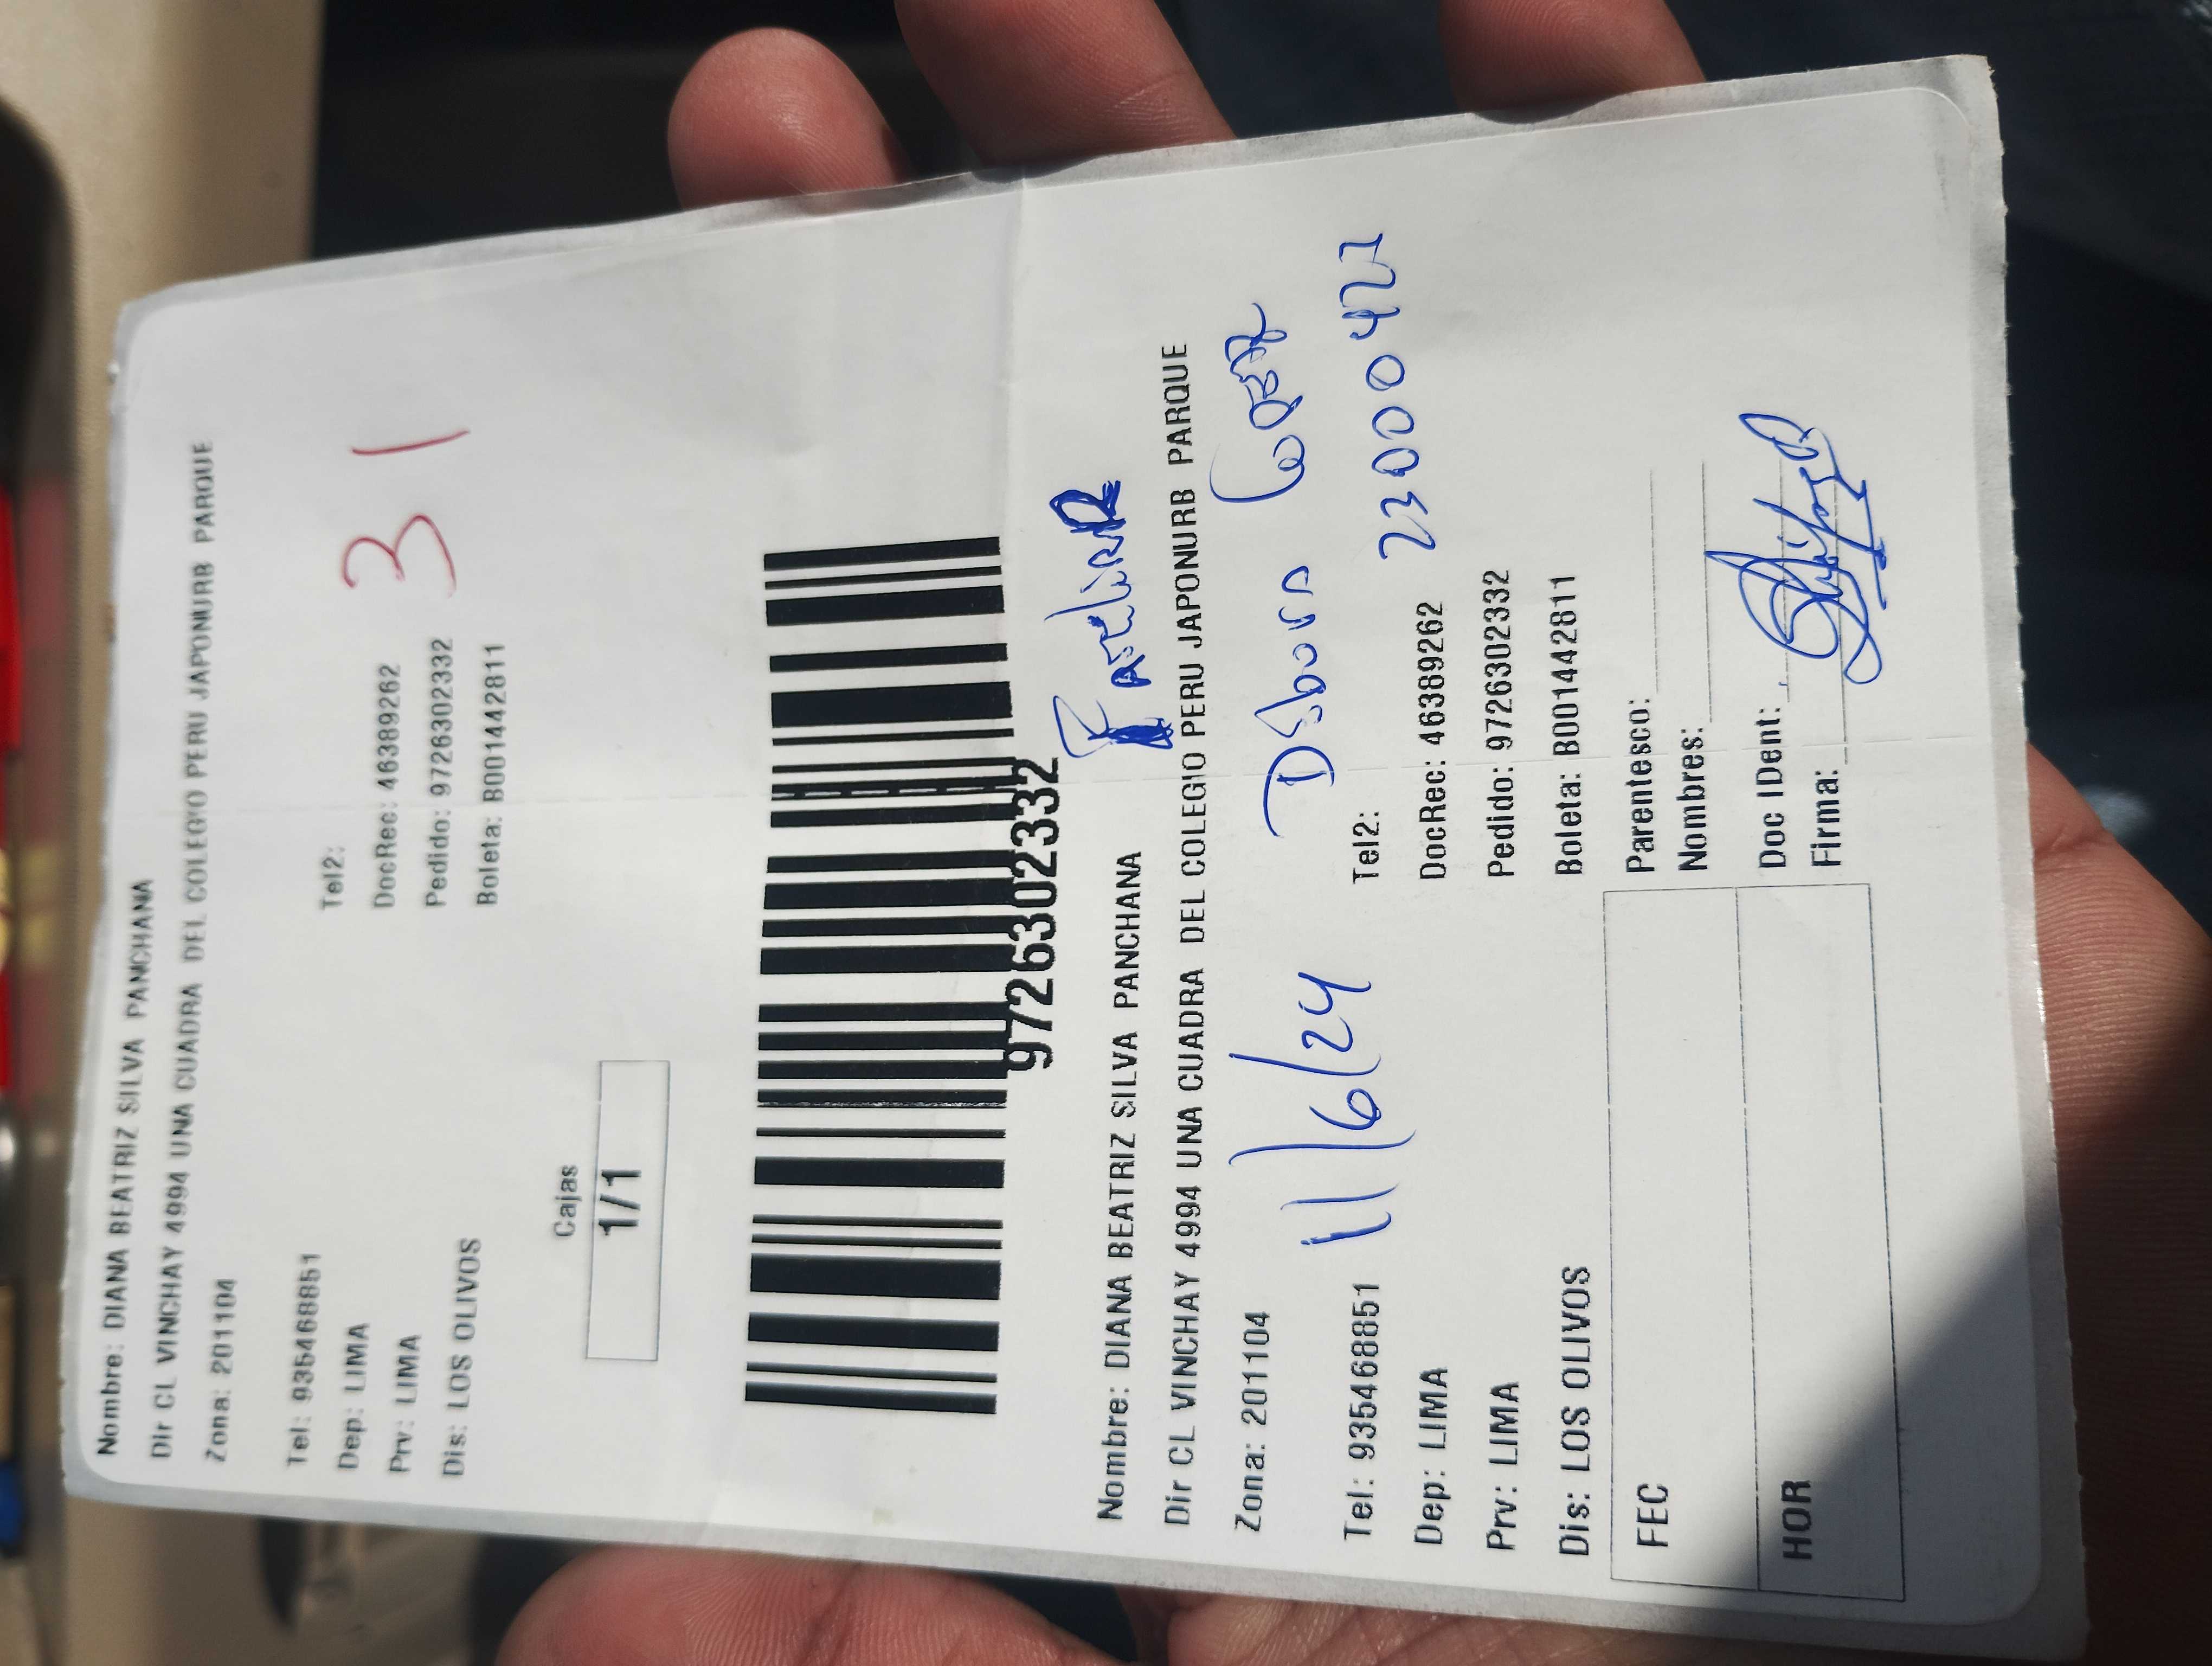 Nombre: DIANA BEATRIZ SILVA PANCHANA
Dir CL VINCHAY 4994 UNA CUADRA DEL COLEGIO PERU JAPONURB PARQUE
Zona: 201104
Tel: 935468851
Tel2:
Dep: LIMA
DocRec: 46389262
Prv: LIMA
Pedido: 97263302332
Dis: LOS OLIVOS
Boleta: B001442811
31
Cajas
1/1
97263302332
Nombre: DIANA BEATRIZ SILVA PANCHANA
Dir CL VINCHAY 4994 UNA CUADRA DEL COLEGIO PERU JAPONURB PARQUE
Zona: 201104
11/6/24
Tel: 935468851
Tel2:
23000422
Dep: LIMA
DocRec: 46389262
Prv: LIMA
Pedido: 97263302332
Dis: LOS OLIVOS
Boleta: B001442811
FEC
Parentesco:
Nombres:
HOR
Doc IDent:
Firma: